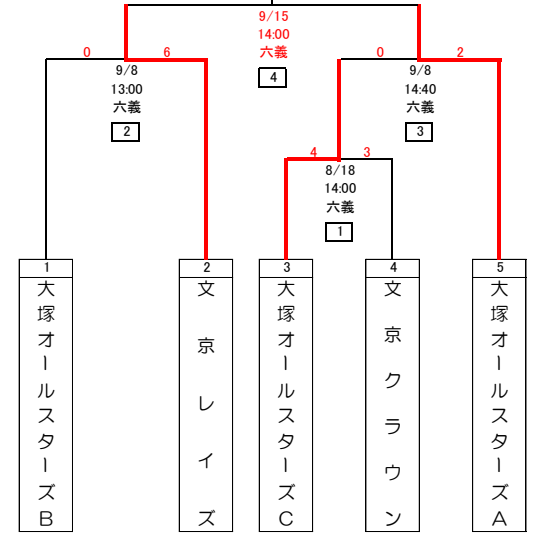 9/15
14:00
六義
4
0 6
9/8
13:00
六義
2
0 2
9/8
14:40
六義
3
4 3
8/18
14:00
六義
1
1
大塚オールスターズB
2
文京レイズ
3
大塚オールスターズC
4
文京クラウン
5
大塚オールスターズA